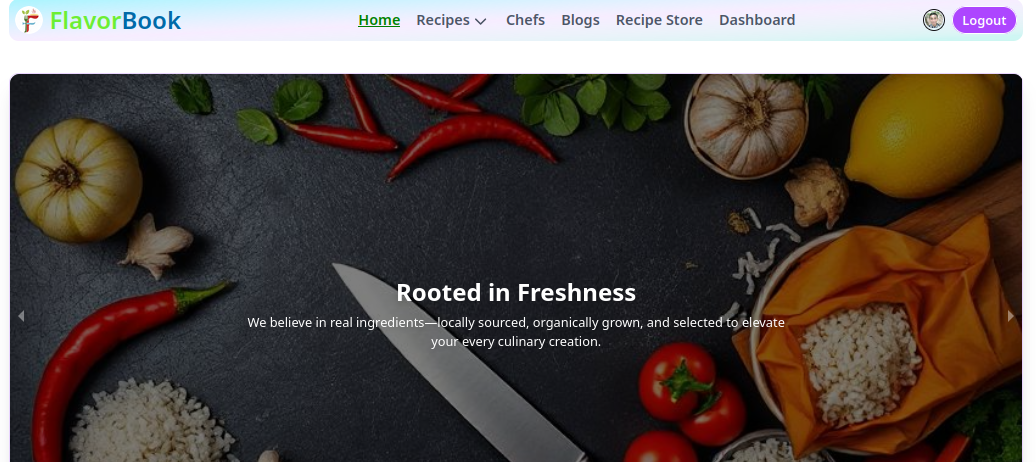 FlavorBook
Home Recipes Chefs Blogs Recipe Store Dashboard
Logout
Rooted in Freshness
We believe in real ingredients—locally sourced, organically grown, and selected to elevate
your every culinary creation.